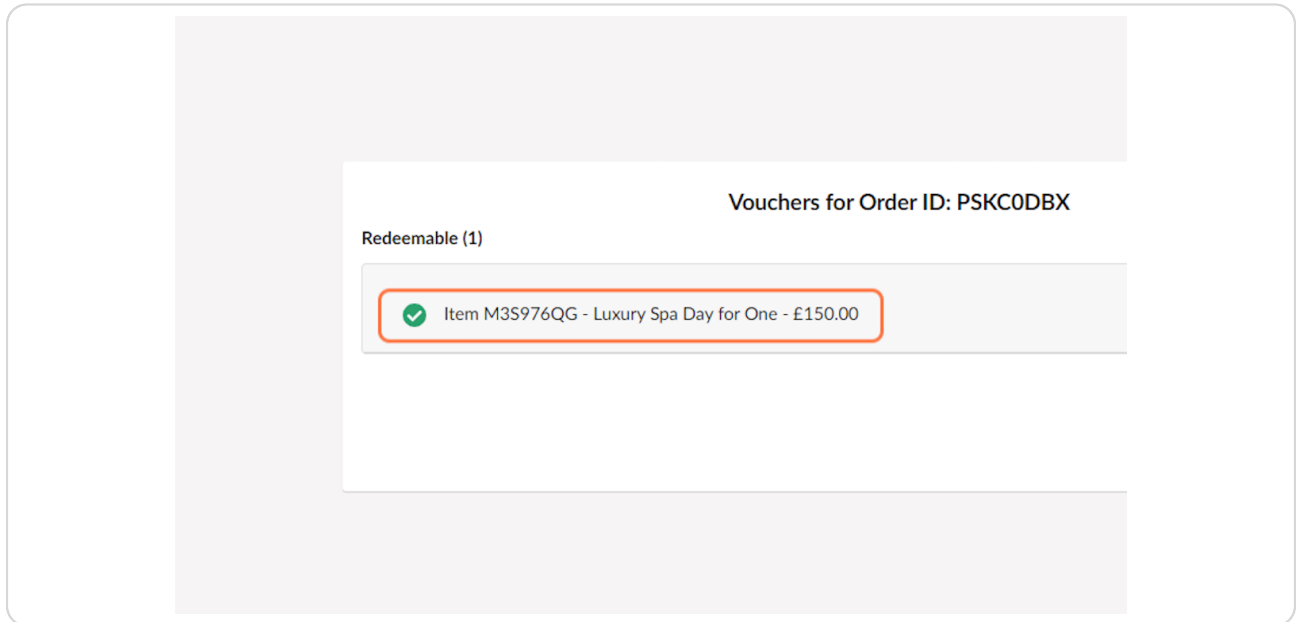 Vouchers for Order ID: PSKC0DBX
Redeemable (1)
Item M3S976QG - Luxury Spa Day for One - £150.00